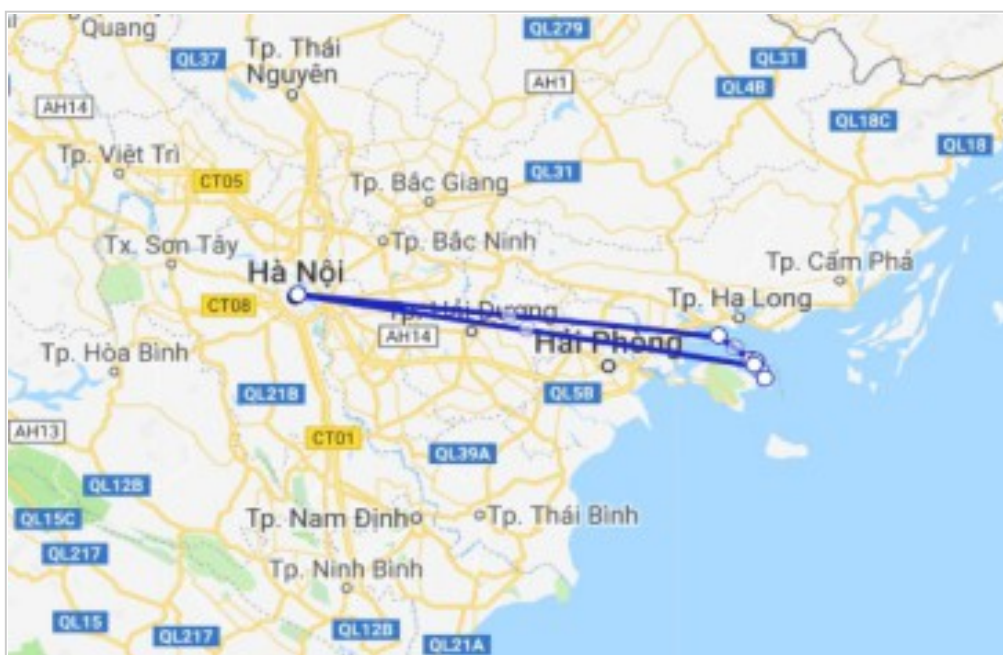 Quang
QL279
QL31
Tp. Thái
Nguyên
QL37
AH1
QL4B
AH14
QL18C
QL18
Tp. Việt Trì
CT05
QL31
Tp. Bắc Giang
Tx. Sơn Tây
Tp. Bắc Ninh
Hà Nội
Tp. Cẩm Phả
CT08
Tp. Hải Dương
Tp. Hạ Long
AH14
Hải Phòng
Tp. Hòa Bình
QL21B
QL5B
AH13
CT01
QL39A
QL12B
QL15C
Tp. Nam Định
Tp. Thái Bình
QL217
Tp. Ninh Bình
QL15
QL217
QL12B
QL21A